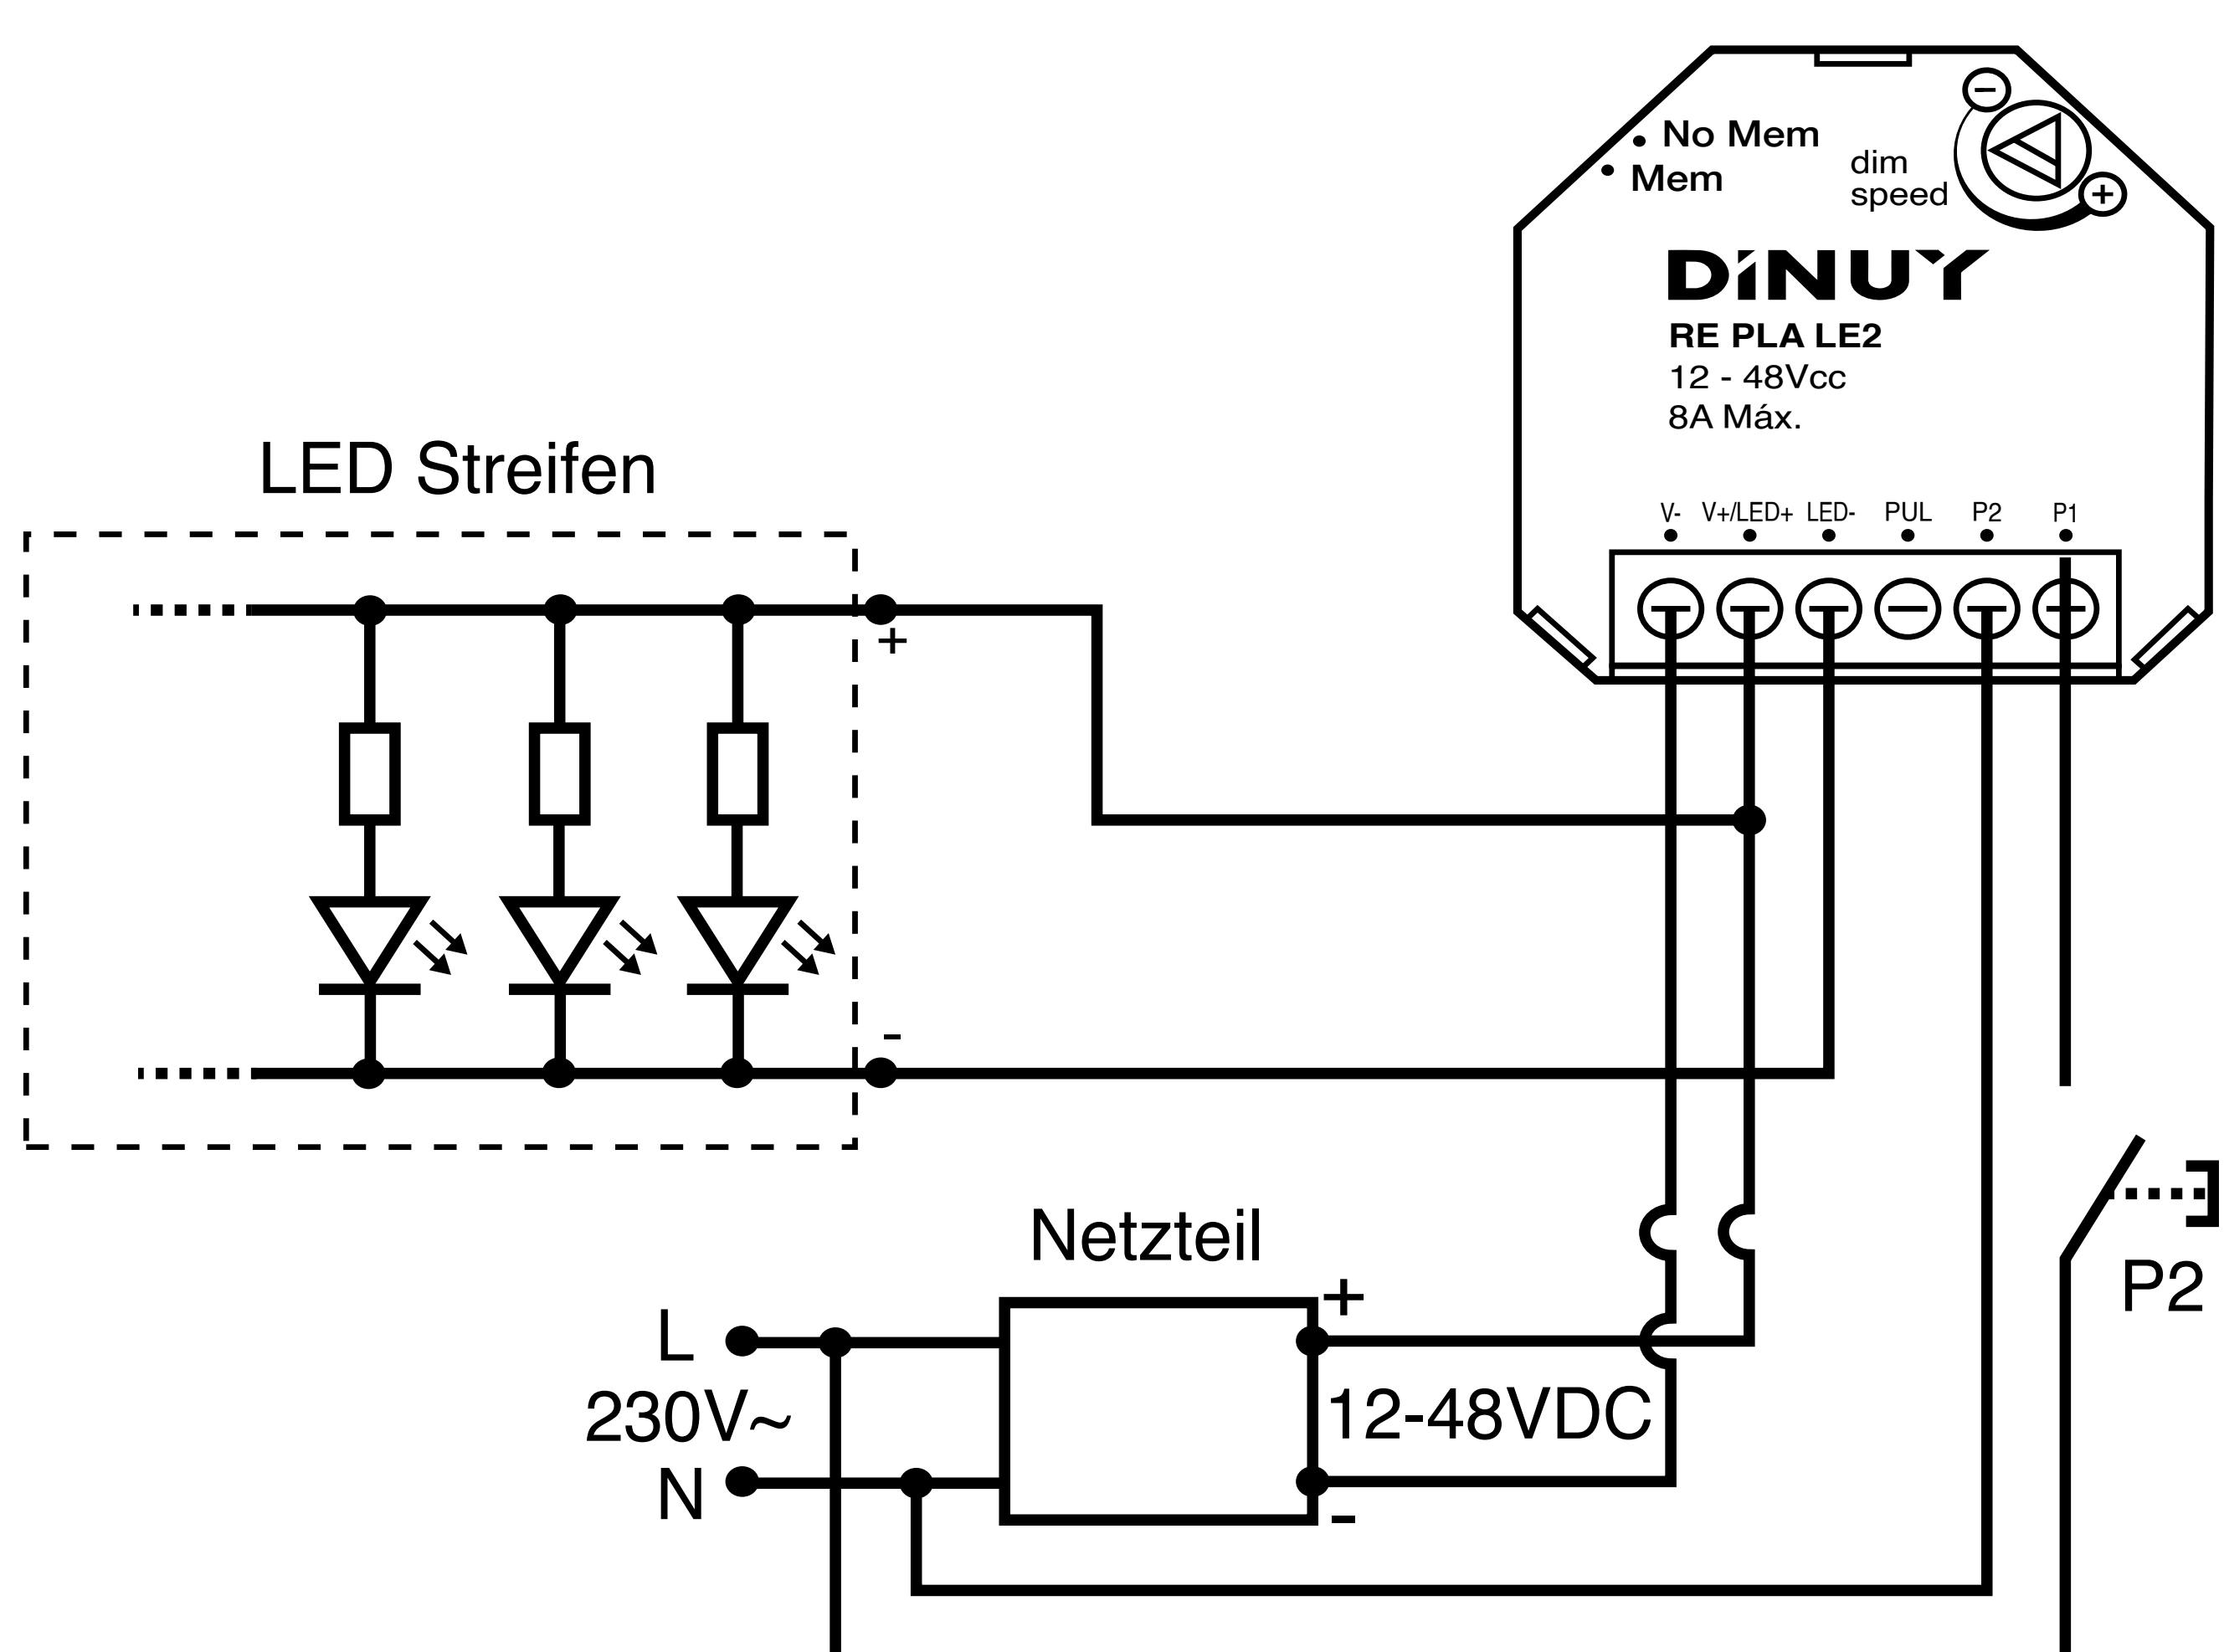 No Mem
Mem
dim
speed
DiNUY
RE PLA LE2
12 - 48Vcc
8A Máx.
V- V+/LED+ LED- PUL P2 P1
LED Streifen
+
-
Netzteil
L
230V~
N
+
12-48VDC
-
P2